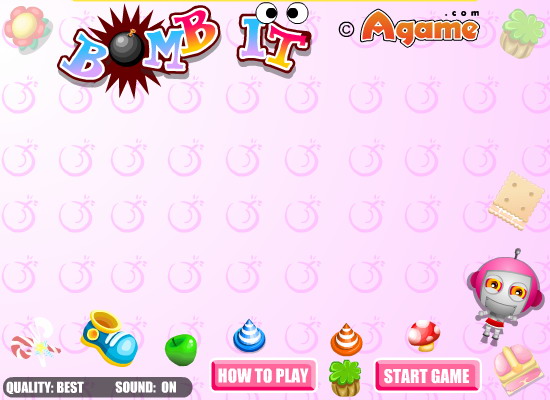 BOMB IT
© Agame
.com
HOW TO PLAY
START GAME
QUALITY: BEST SOUND: ON